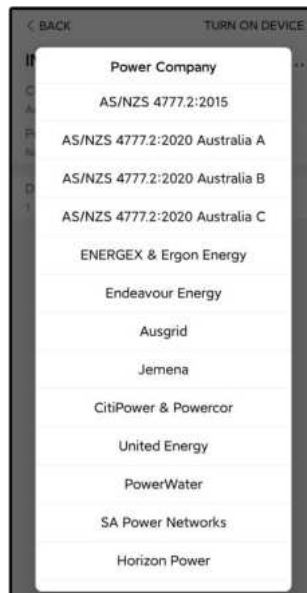 < BACK
TURN ON DEVICE
Power Company
AS/NZS 4777.2:2015
AS/NZS 4777.2:2020 Australia A
AS/NZS 4777.2:2020 Australia B
AS/NZS 4777.2:2020 Australia C
ENERGEX & Ergon Energy
Endeavour Energy
Ausgrid
Jemena
CitiPower & Powercor
United Energy
PowerWater
SA Power Networks
Horizon Power